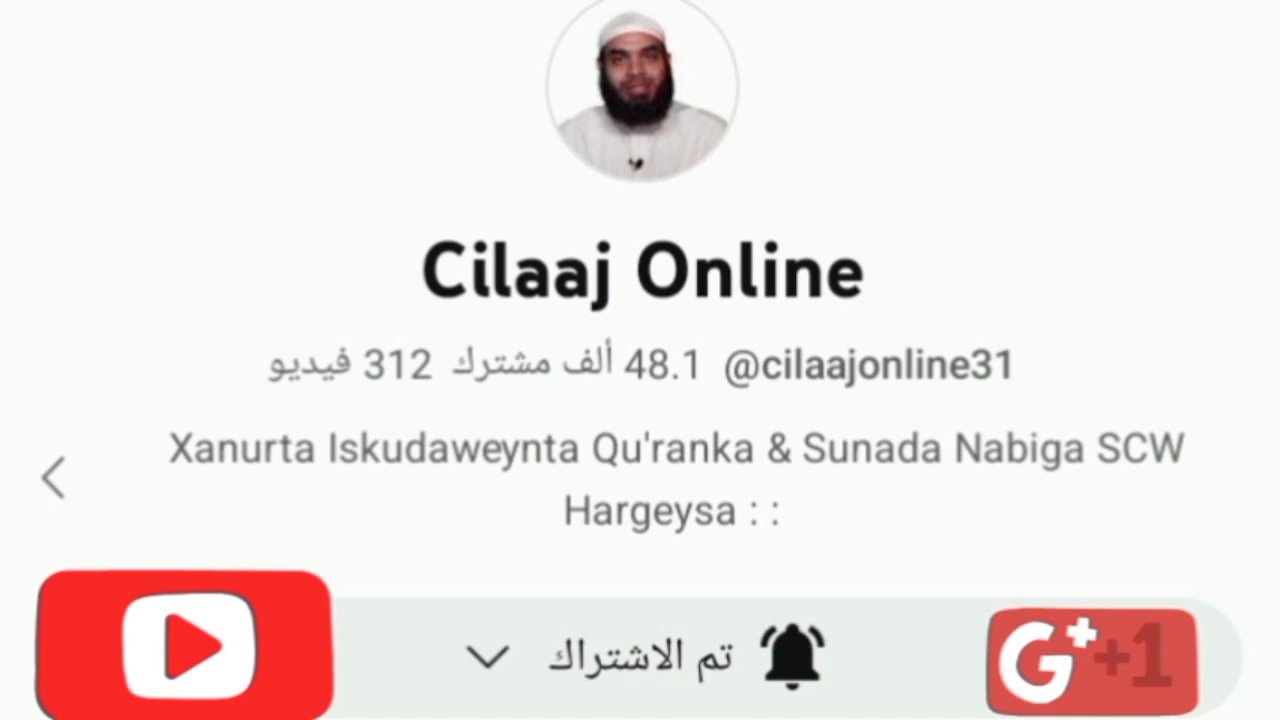 Cilaaj Online
@cilaajonline31 48.1 ألف مشترك 312 فيديو
Xanurta Iskudaweynta Qu'ranka & Sunada Nabiga SCW
Hargeysa : :
تم الاشتراك
G+ +1